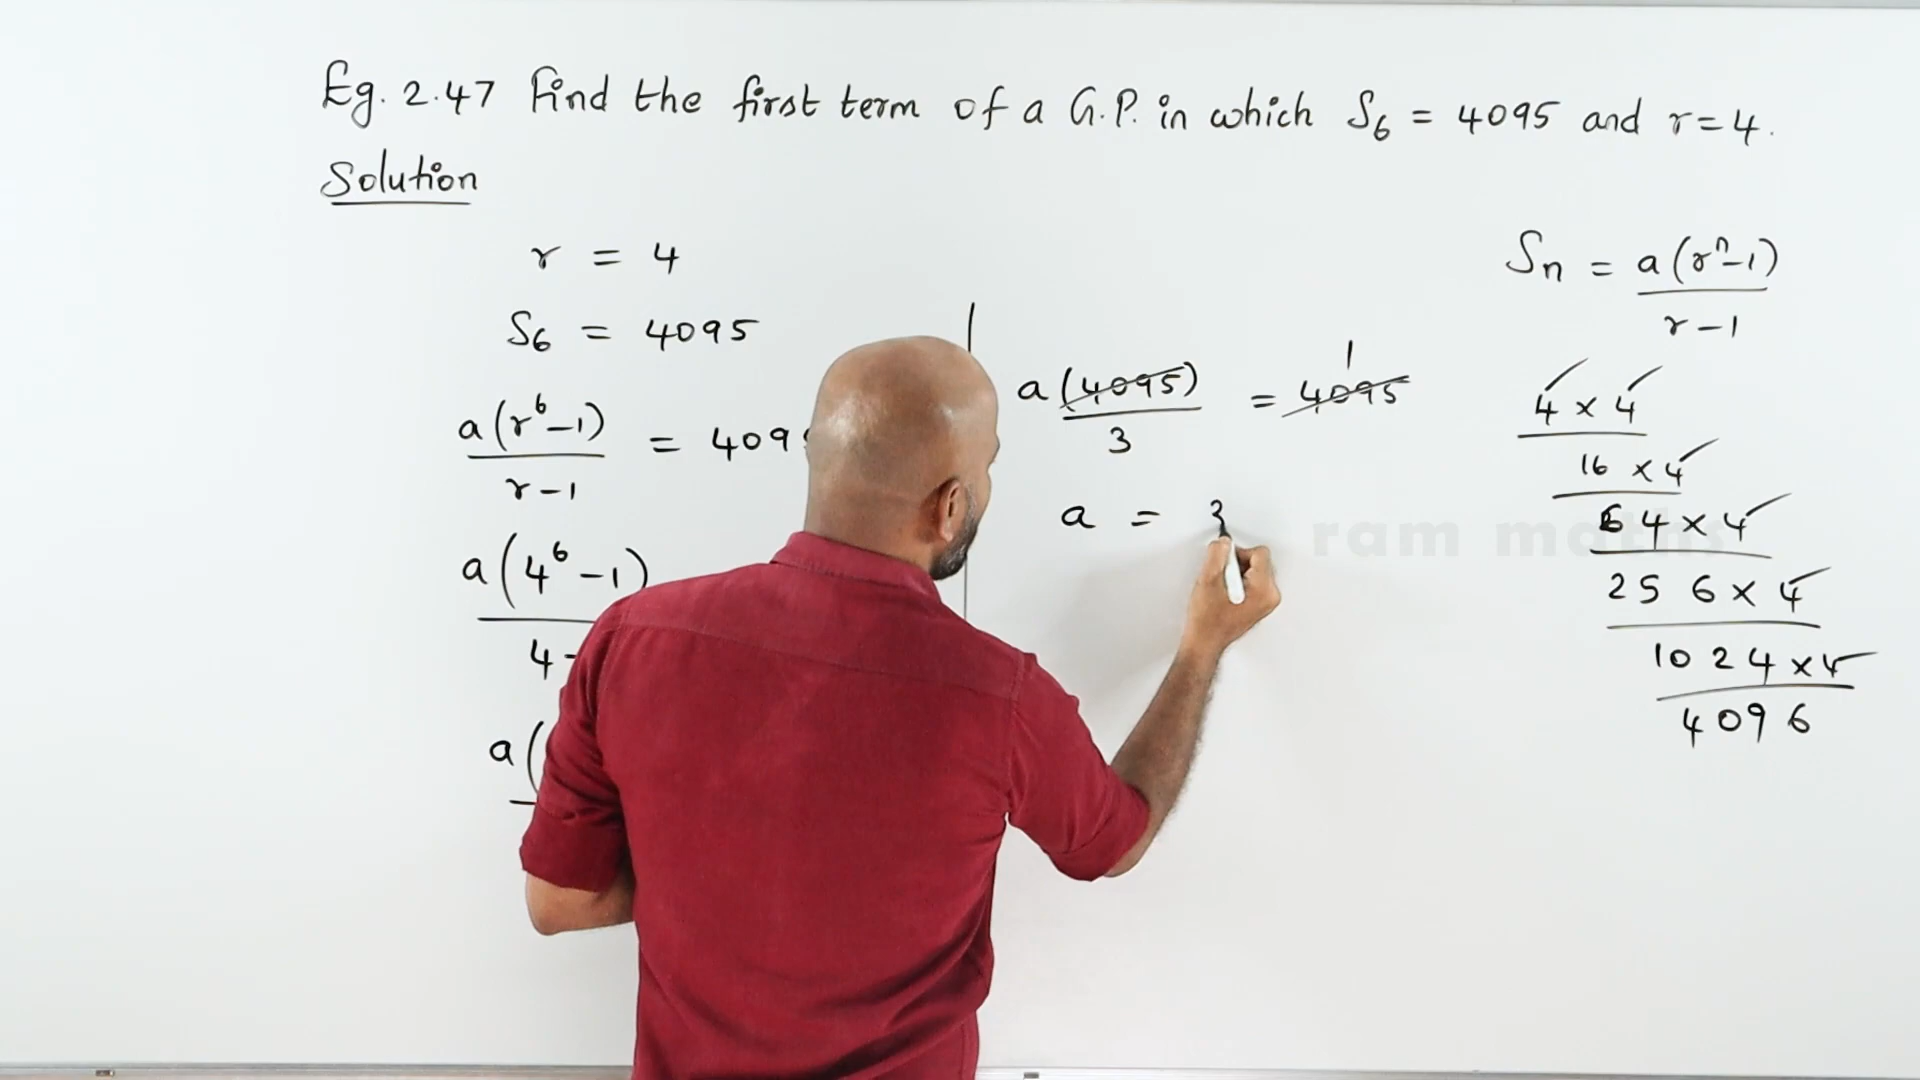 Eg. 2.47 Find the first term of a G.P. in which S₆ = 4095 and r = 4.
Solution
r = 4
S₆ = 4095
a(r⁶-1)
= 409
r-1
a(4⁶-1)
4-
a(
a(4095) = 4095
1
3
a = 3
Sn = a(rⁿ-1)
r-1
4 × 4
16 × 4
64 × 4
256 × 4
1024 × 4
4096
ram maths